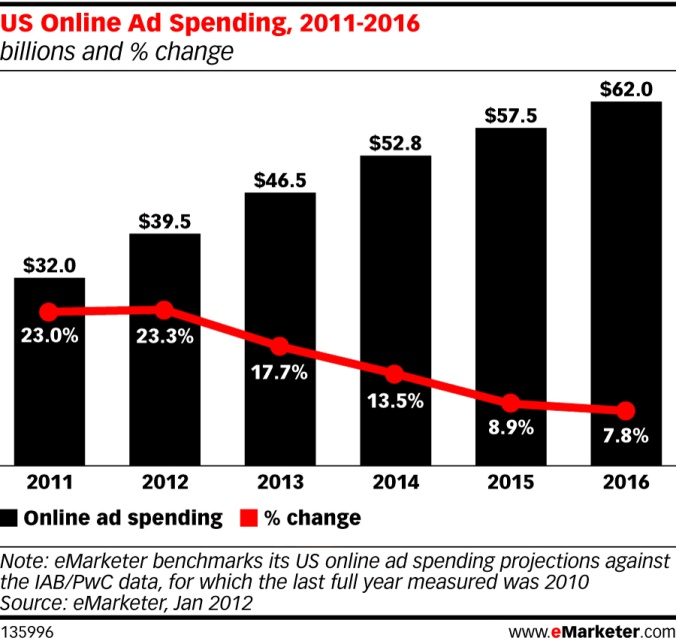 US Online Ad Spending, 2011-2016
billions and % change
$62.0
$57.5
$52.8
$46.5
$39.5
$32.0
23.0%
23.3%
17.7%
13.5%
8.9%
7.8%
2011 2012 2013 2014 2015 2016
Online ad spending % change
Note: eMarketer benchmarks its US online ad spending projections against
the IAB/PwC data, for which the last full year measured was 2010
Source: eMarketer, Jan 2012
135996 www.eMarketer.com